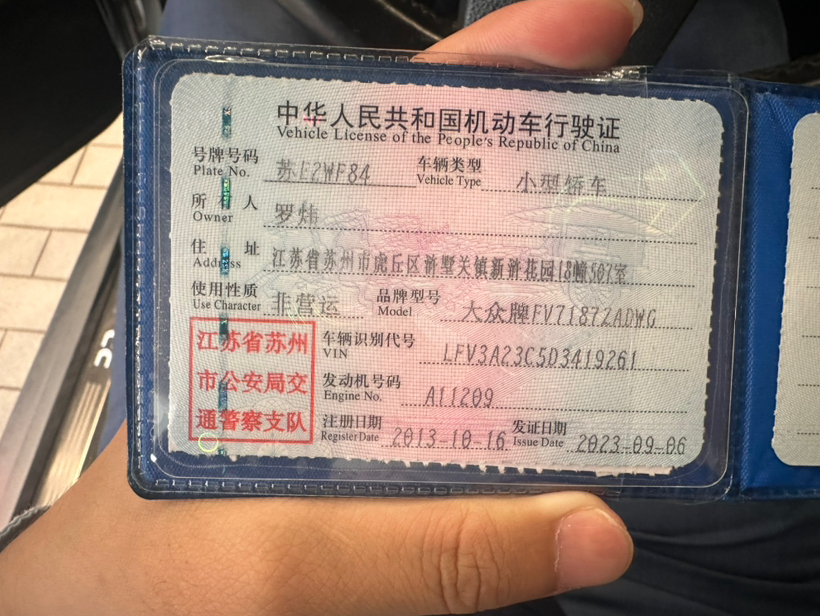 中华人民共和国机动车行驶证
Vehicle License of the People's Republic of China
号牌号码 苏E2WF84 车辆类型 小型轿车
Plate No. Vehicle Type
所有人 罗炜
Owner
住址 江苏省苏州市虎丘区浒墅关镇新浒花园18幢507室
Address
使用性质 非营运 品牌型号 大众牌FV7187ZADWG
Use Character Model
江苏省苏州
市公安局交
通警察支队
车辆识别代号 LFV3A23C5D3419261
VIN
发动机号码 A11209
Engine No.
注册日期 2013-10-16 发证日期 2023-09-06
Register Date Issue Date